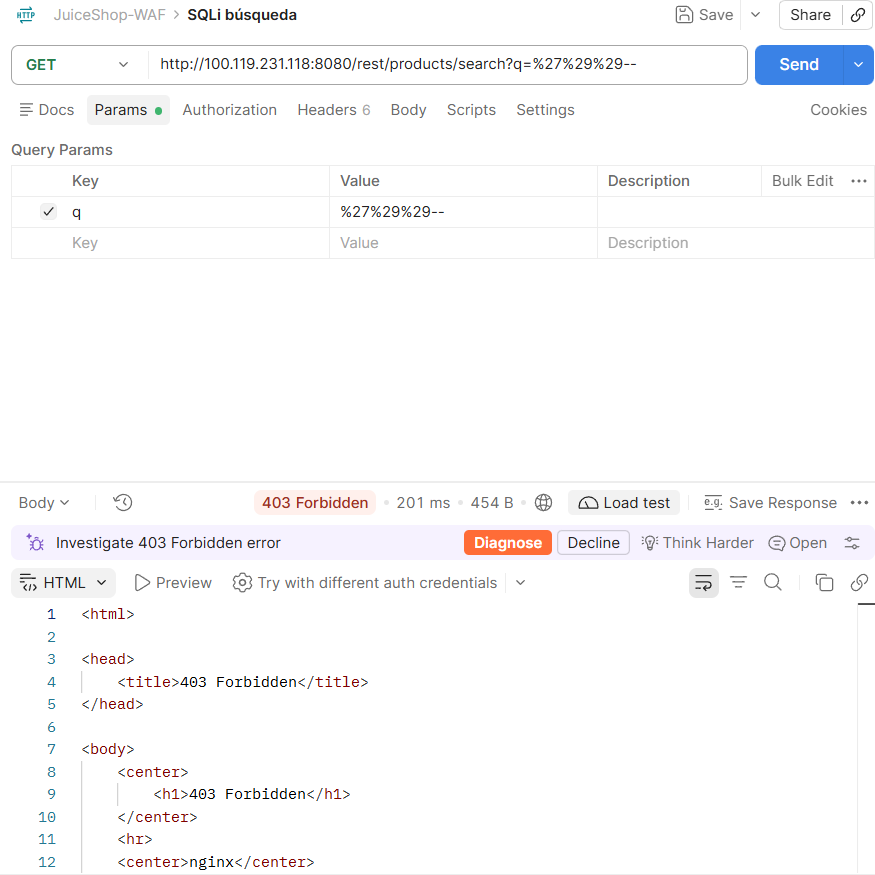 HTTP JuiceShop-WAF > SQLi búsqueda Save Share
GET http://100.119.231.118:8080/rest/products/search?q=%27%29%29-- Send
Docs Params Authorization Headers 6 Body Scripts Settings Cookies
Query Params
Key Value Description Bulk Edit
q %27%29%29--
Key Value Description
Body 403 Forbidden • 201 ms • 454 B • Load test e.g. Save Response
Investigate 403 Forbidden error Diagnose Decline Think Harder Open
HTML Preview Try with different auth credentials
1 <html>
2
3 <head>
4 <title>403 Forbidden</title>
5 </head>
6
7 <body>
8 <center>
9 <h1>403 Forbidden</h1>
10 </center>
11 <hr>
12 <center>nginx</center>